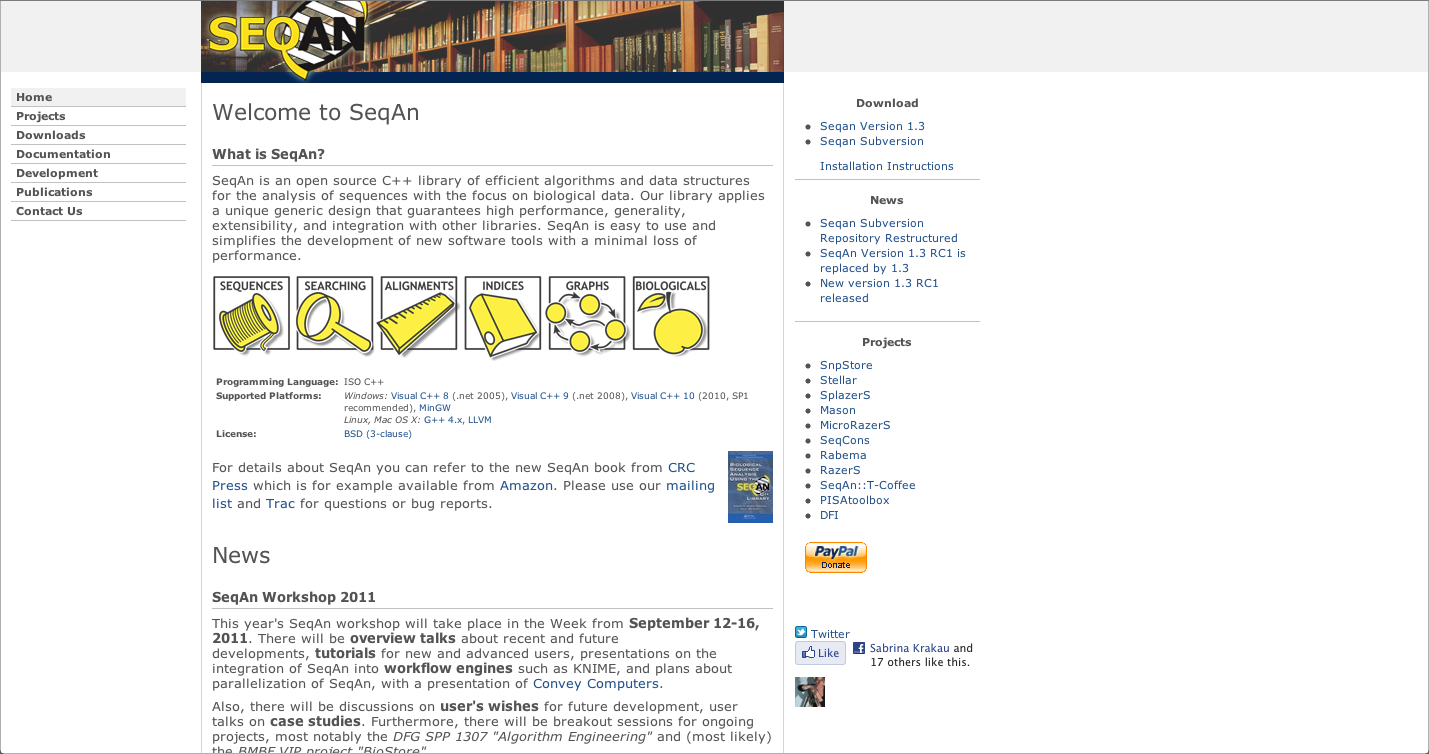 SEQAN
Home
Projects
Downloads
Documentation
Development
Publications
Contact Us
Welcome to SeqAn
What is SeqAn?
SeqAn is an open source C++ library of efficient algorithms and data structures
for the analysis of sequences with the focus on biological data. Our library applies
a unique generic design that guarantees high performance, generality,
extensibility, and integration with other libraries. SeqAn is easy to use and
simplifies the development of new software tools with a minimal loss of
performance.
SEQUENCES SEARCHING ALIGNMENTS INDICES GRAPHS BIOLOGICALS
Programming Language: ISO C++
Supported Platforms: Windows: Visual C++ 8 (.net 2005), Visual C++ 9 (.net 2008), Visual C++ 10 (2010, SP1
recommended), MinGW
Linux, Mac OS X: G++ 4.x, LLVM
License: BSD (3-clause)
For details about SeqAn you can refer to the new SeqAn book from CRC
Press which is for example available from Amazon. Please use our mailing
list and Trac for questions or bug reports.
BIOLOGICAL
SEQUENCE
ANALYSIS
USING THE
SEQAN
C++
LIBRARY
News
SeqAn Workshop 2011
This year's SeqAn workshop will take place in the Week from September 12-16,
2011. There will be overview talks about recent and future
developments, tutorials for new and advanced users, presentations on the
integration of SeqAn into workflow engines such as KNIME, and plans about
parallelization of SeqAn, with a presentation of Convey Computers.
Also, there will be discussions on user's wishes for future development, user
talks on case studies. Furthermore, there will be breakout sessions for ongoing
projects, most notably the DFG SPP 1307 "Algorithm Engineering" and (most likely)
the BMBF VIP project "BioStore"
Download
Seqan Version 1.3
Seqan Subversion
Installation Instructions
News
Seqan Subversion
Repository Restructured
SeqAn Version 1.3 RC1 is
replaced by 1.3
New version 1.3 RC1
released
Projects
SnpStore
Stellar
SplazerS
Mason
MicroRazerS
SeqCons
Rabema
RazerS
SeqAn::T-Coffee
PISAtoolbox
DFI
PayPal
Donate
Twitter
Like
Sabrina Krakau and
17 others like this.